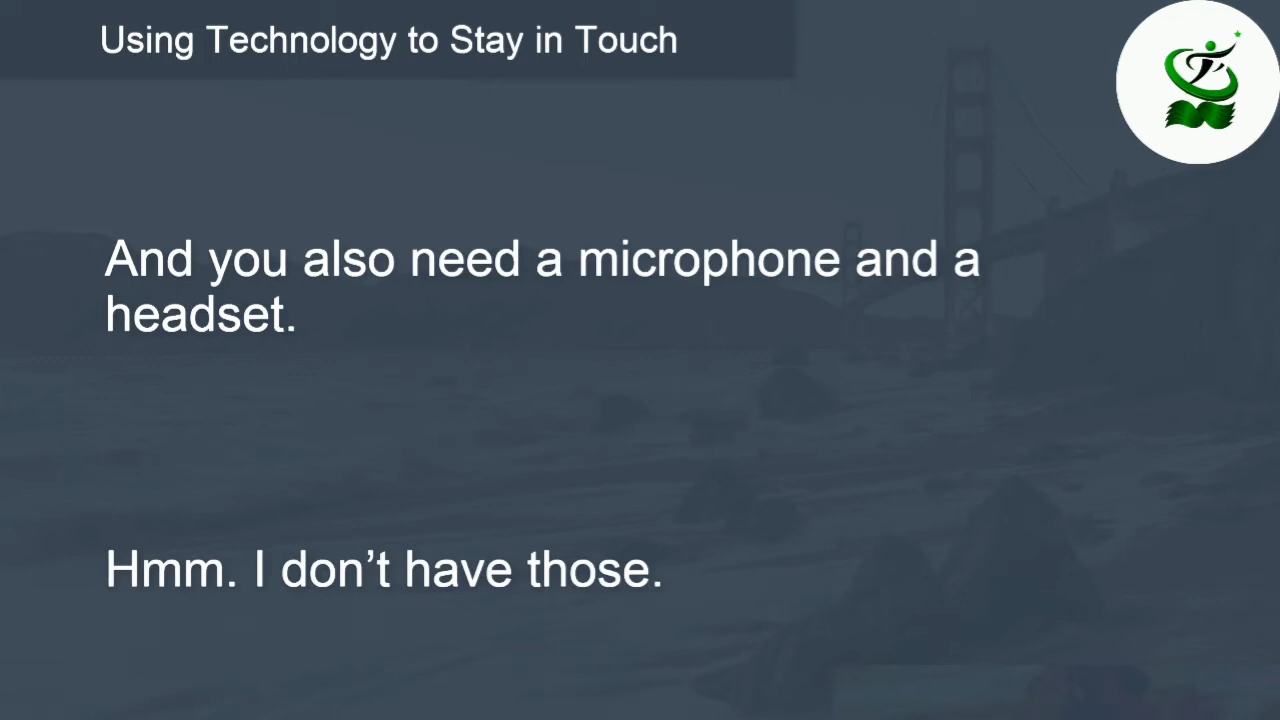 Using Technology to Stay in Touch
And you also need a microphone and a
headset.
Hmm. I don’t have those.